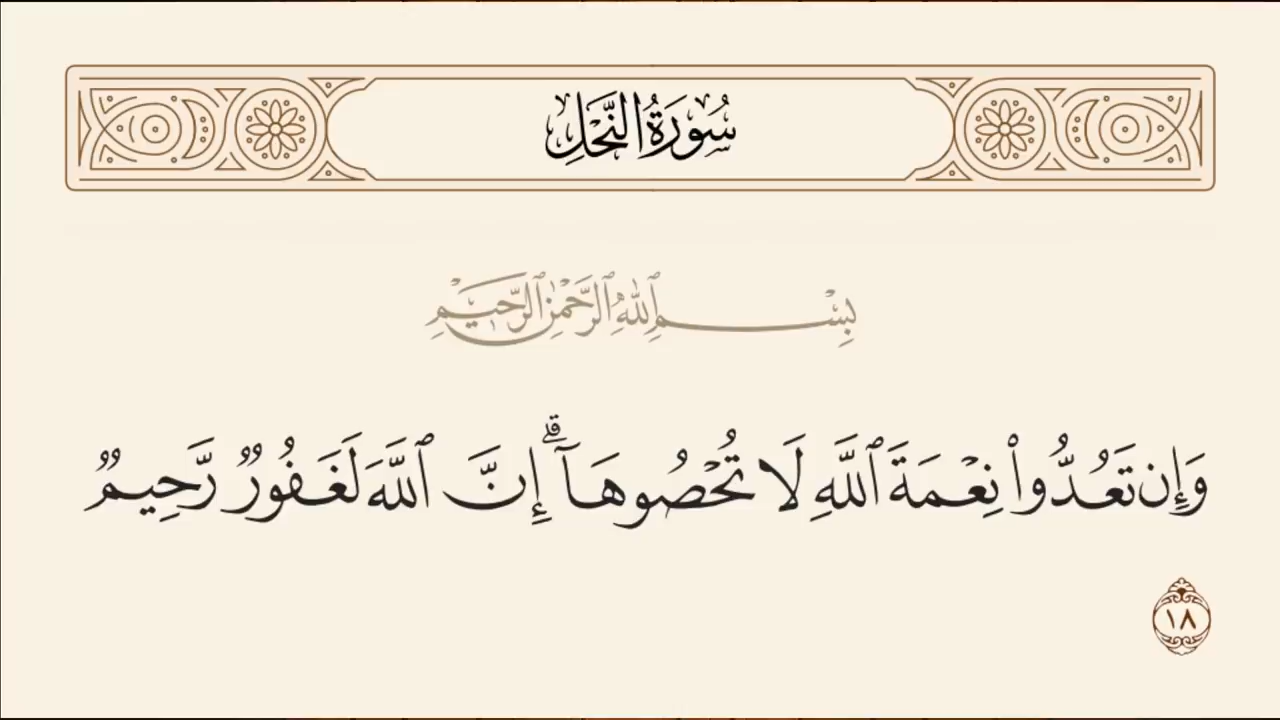 سُورَةُ النَّحْلِ
بِسْمِ ٱللَّهِ ٱلرَّحْمَٰنِ ٱلرَّحِيمِ
وَإِن تَعُدُّوا۟ نِعْمَةَ ٱللَّهِ لَا تُحْصُوهَآ ۗ إِنَّ ٱللَّهَ لَغَفُورٌ رَّحِيمٌ
١٨